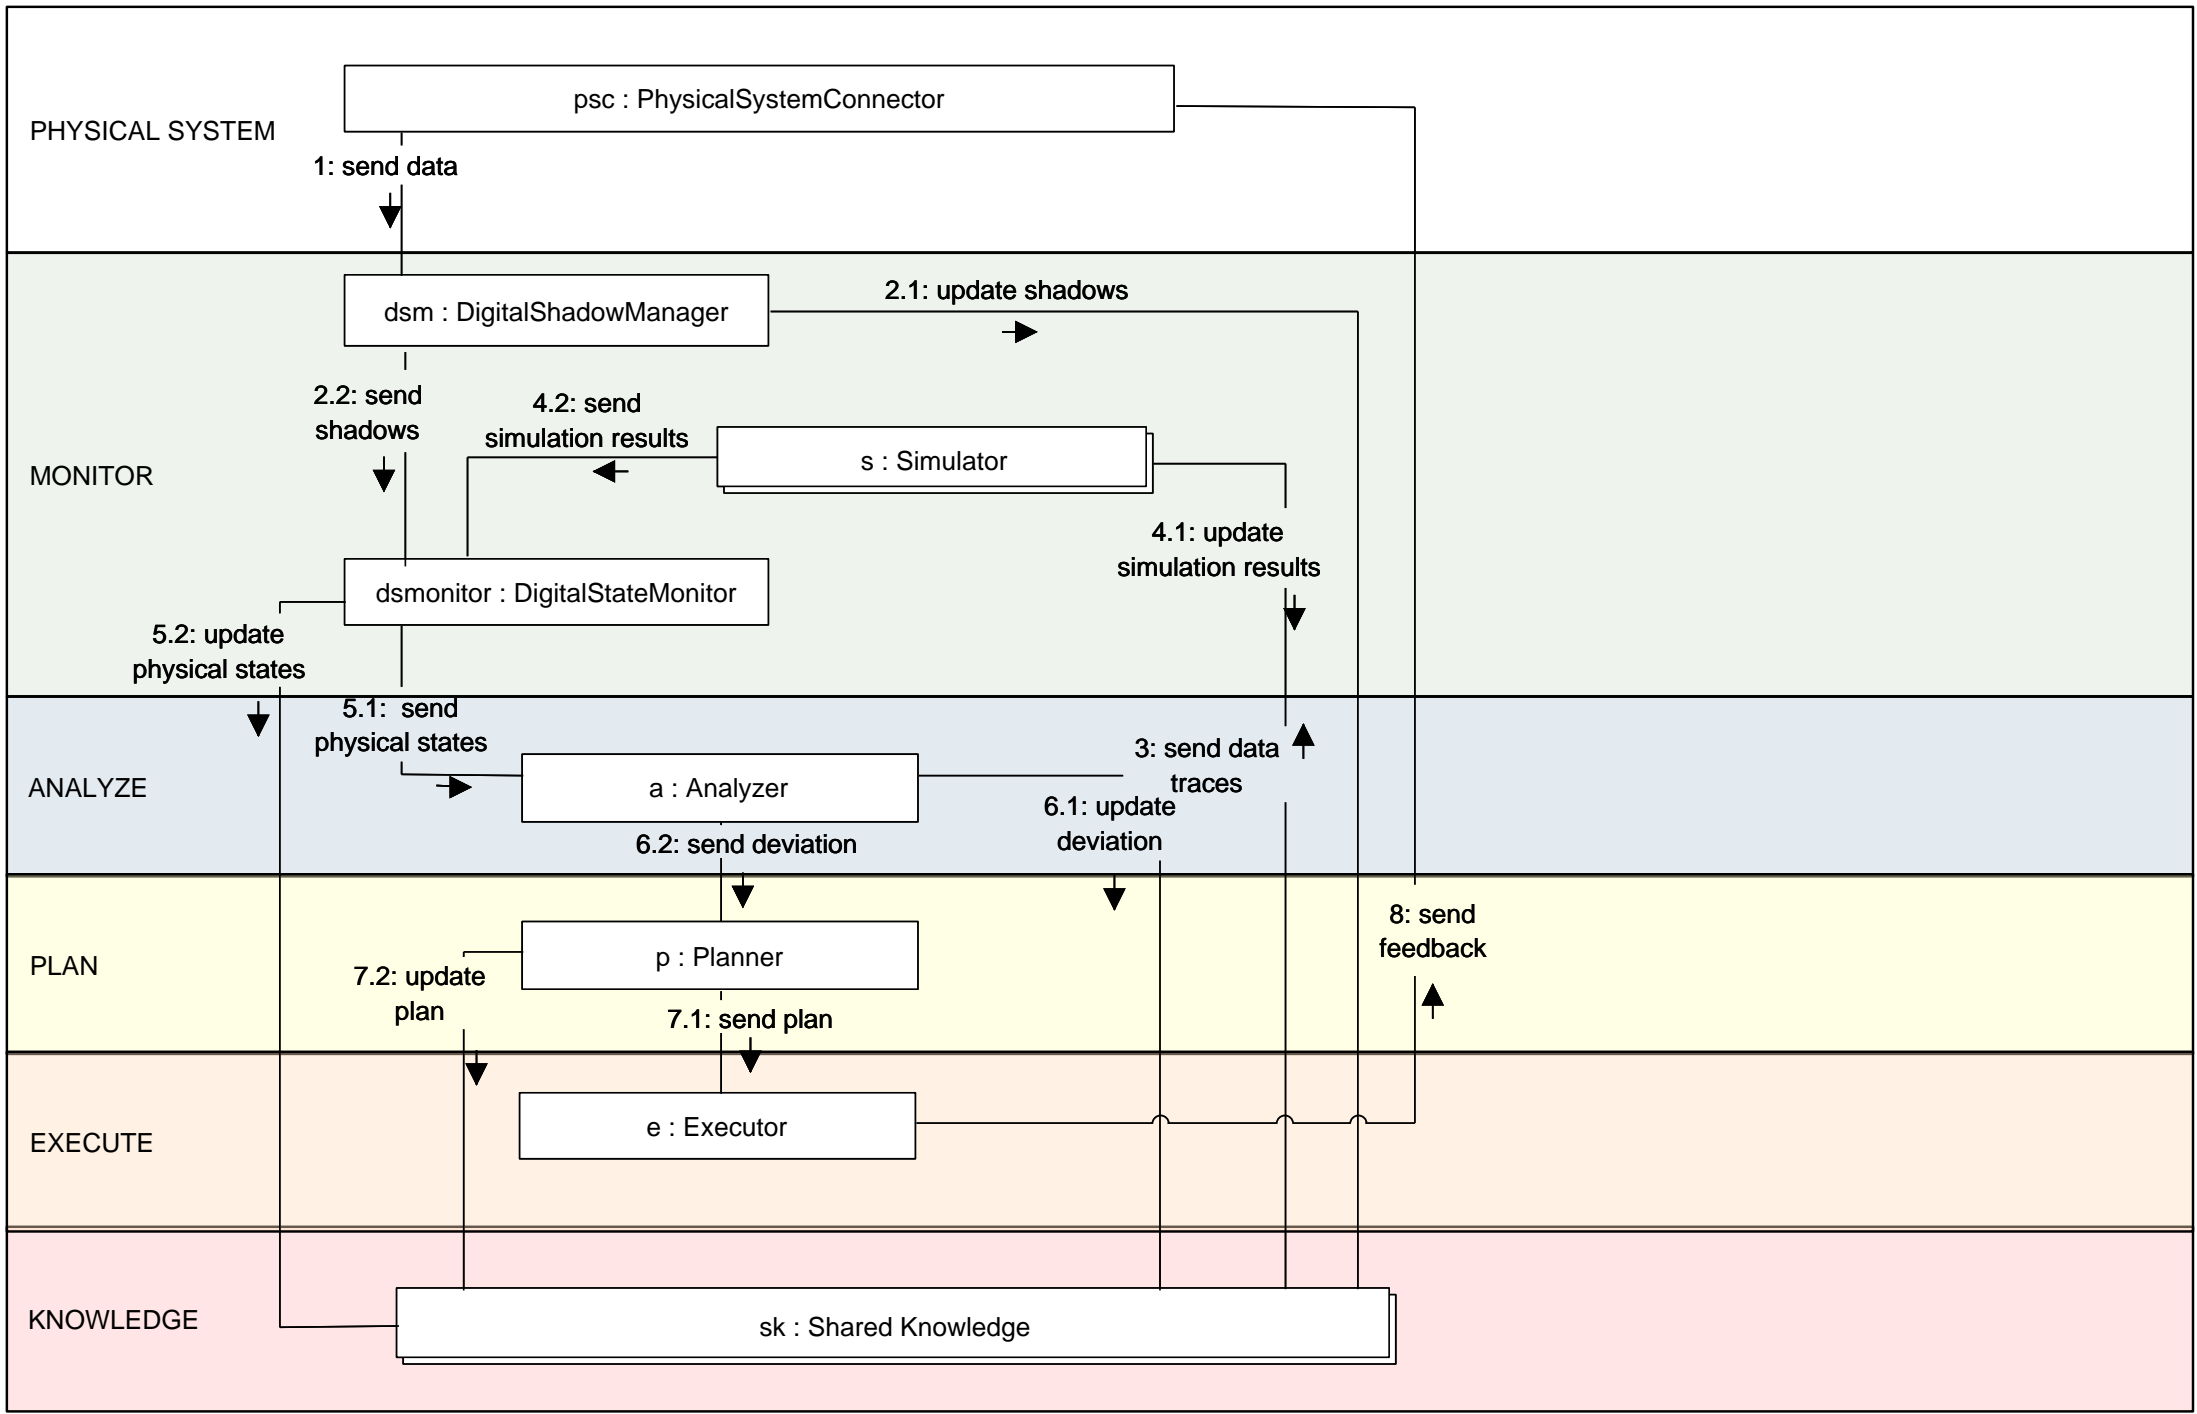 psc : PhysicalSystemConnector
PHYSICAL SYSTEM
1: send data
2.1: update shadows
dsm : DigitalShadowManager
2.2: send
shadows
4.2: send
simulation results
s : Simulator
MONITOR
4.1: update
simulation results
dsmonitor : DigitalStateMonitor
5.2: update
physical states
5.1: send
physical states
3: send data
traces
ANALYZE
a : Analyzer
6.1: update
deviation
6.2: send deviation
8: send
feedback
PLAN
p : Planner
7.2: update
plan
7.1: send plan
EXECUTE
e : Executor
KNOWLEDGE
sk : Shared Knowledge